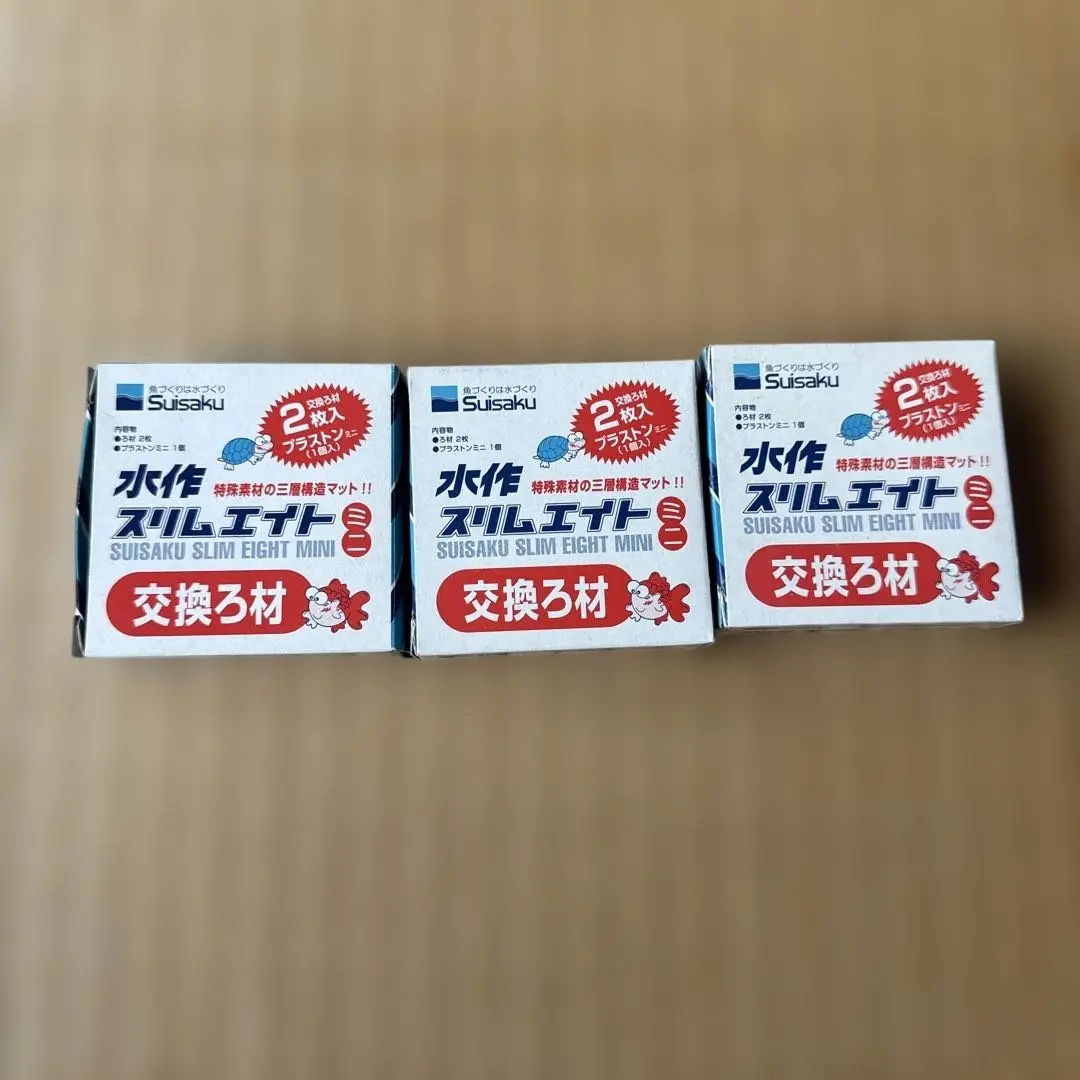 魚づくりは水づくり
Suisaku
交換ろ材
2枚入
プラストンミニ
(1個入)
内容物
●ろ材 2枚
●プラストンミニ 1個
水作
特殊素材の三層構造マット!!
スリムエイト
ミニ
SUISAKU SLIM EIGHT MINI
交換ろ材
魚づくりは水づくり
Suisaku
交換ろ材
2枚入
プラストンミニ
(1個入)
内容物
●ろ材 2枚
●プラストンミニ 1個
水作
特殊素材の三層構造マット!!
スリムエイト
ミニ
SUISAKU SLIM EIGHT MINI
交換ろ材
魚づくりは水づくり
Suisaku
交換ろ材
2枚入
プラストンミニ
(1個入)
内容物
●ろ材 2枚
●プラストンミニ 1個
水作
特殊素材の三層構造マット!!
スリムエイト
ミニ
SUISAKU SLIM EIGHT MINI
交換ろ材